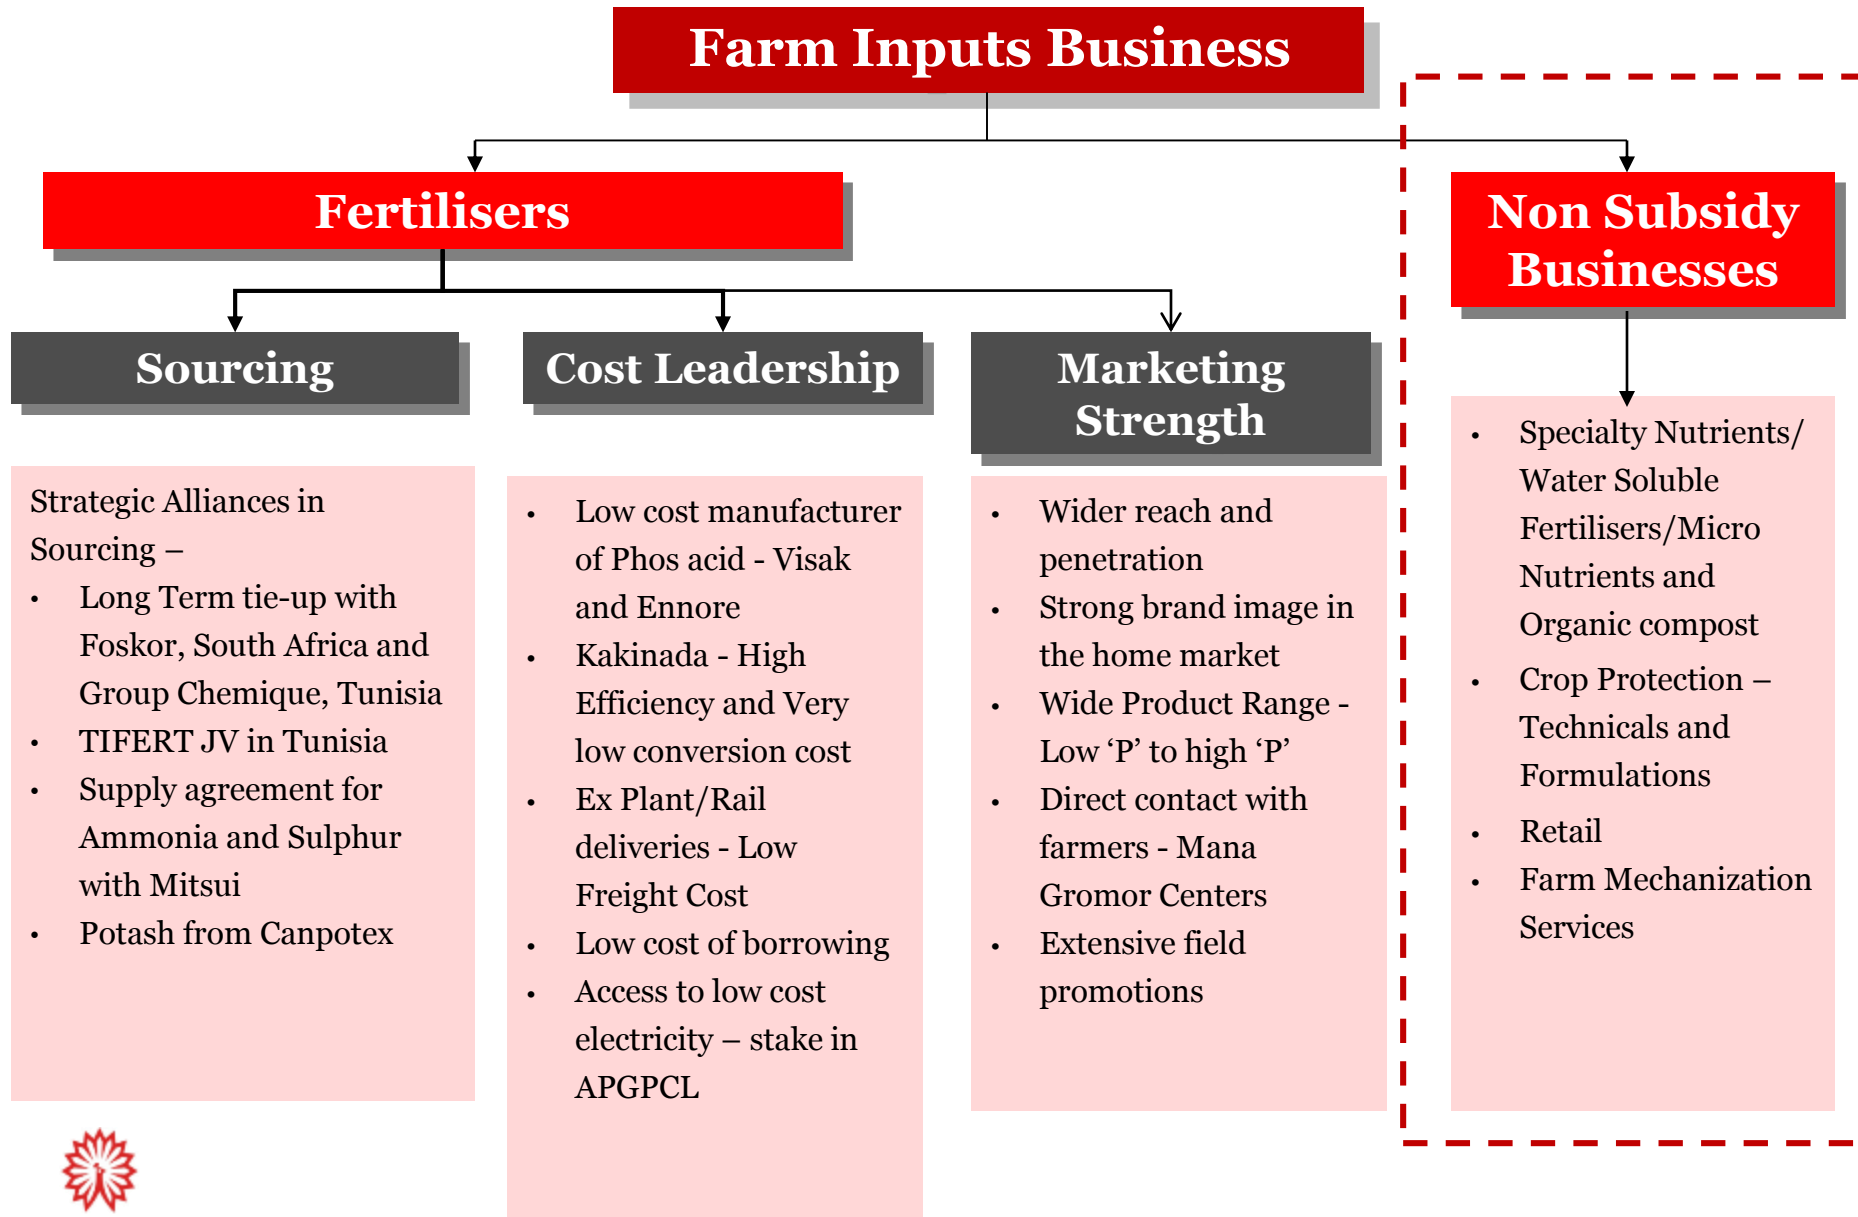 Farm Inputs Business
Fertilisers
Non Subsidy
Businesses
Sourcing
Cost Leadership
Marketing
Strength
Strategic Alliances in
Sourcing –
• Long Term tie-up with
Foskor, South Africa and
Group Chemique, Tunisia
• TIFERT JV in Tunisia
• Supply agreement for
Ammonia and Sulphur
with Mitsui
• Potash from Canpotex
• Low cost manufacturer
of Phos acid - Visak
and Ennore
• Kakinada - High
Efficiency and Very
low conversion cost
• Ex Plant/Rail
deliveries - Low
Freight Cost
• Low cost of borrowing
• Access to low cost
electricity – stake in
APGPCL
• Wider reach and
penetration
• Strong brand image in
the home market
• Wide Product Range -
Low ‘P’ to high ‘P’
• Direct contact with
farmers - Mana
Gromor Centers
• Extensive field
promotions
• Specialty Nutrients/
Water Soluble
Fertilisers/Micro
Nutrients and
Organic compost
• Crop Protection –
Technicals and
Formulations
• Retail
• Farm Mechanization
Services